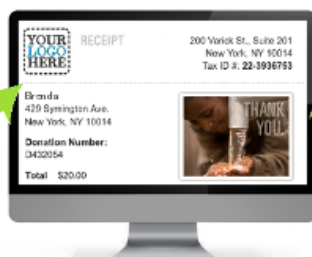 YOUR
LOGO
HERE
RECEIPT
200 Varick St., Suite 201
New York, NY 10014
Tax ID #: 22-3936753
Brenda
429 Symington Ave.
New York, NY 10014
Donation Number:
D432054
Total $20.00
THANK
YOU.